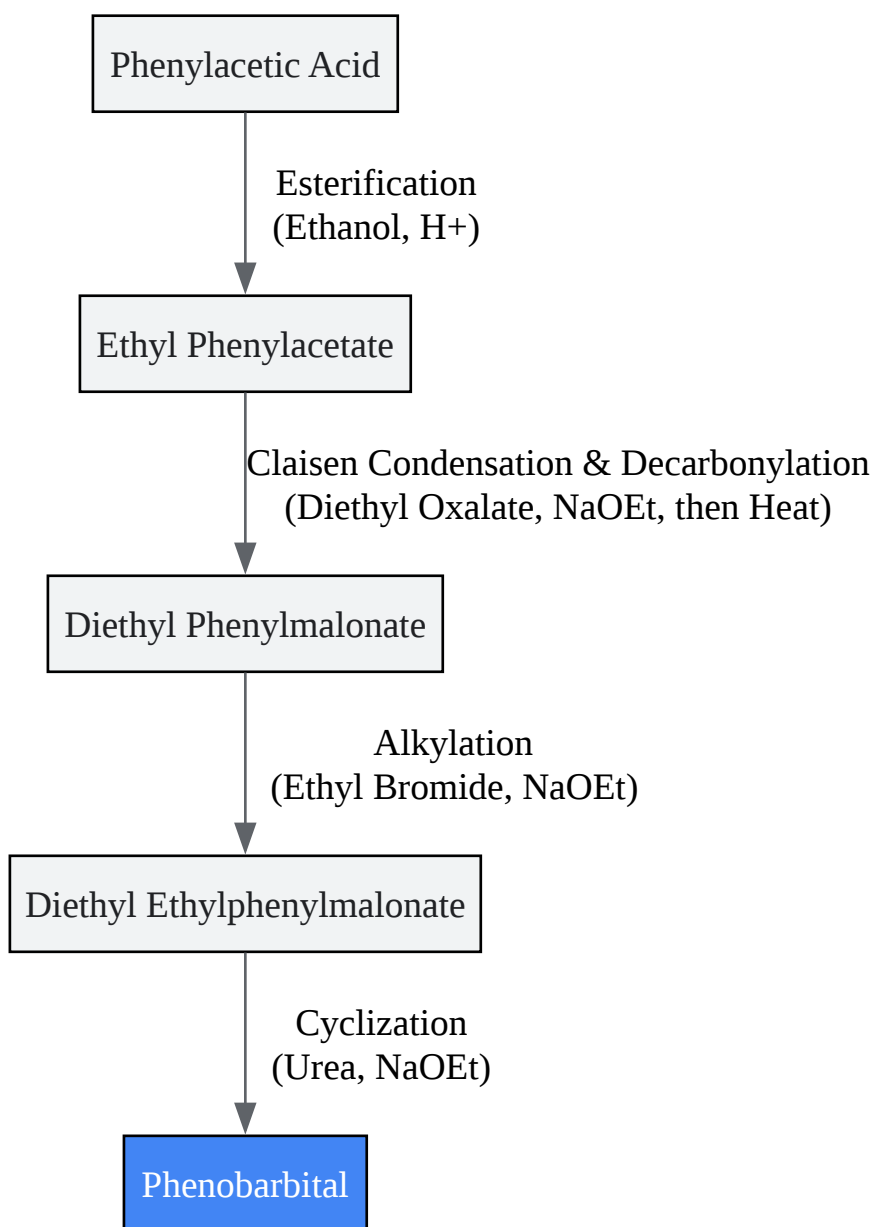 Phenylacetic Acid
Esterification
(Ethanol, H+)
Ethyl Phenylacetate
Claisen Condensation & Decarbonylation
(Diethyl Oxalate, NaOEt, then Heat)
Diethyl Phenylmalonate
Alkylation
(Ethyl Bromide, NaOEt)
Diethyl Ethylphenylmalonate
Cyclization
(Urea, NaOEt)
Phenobarbital